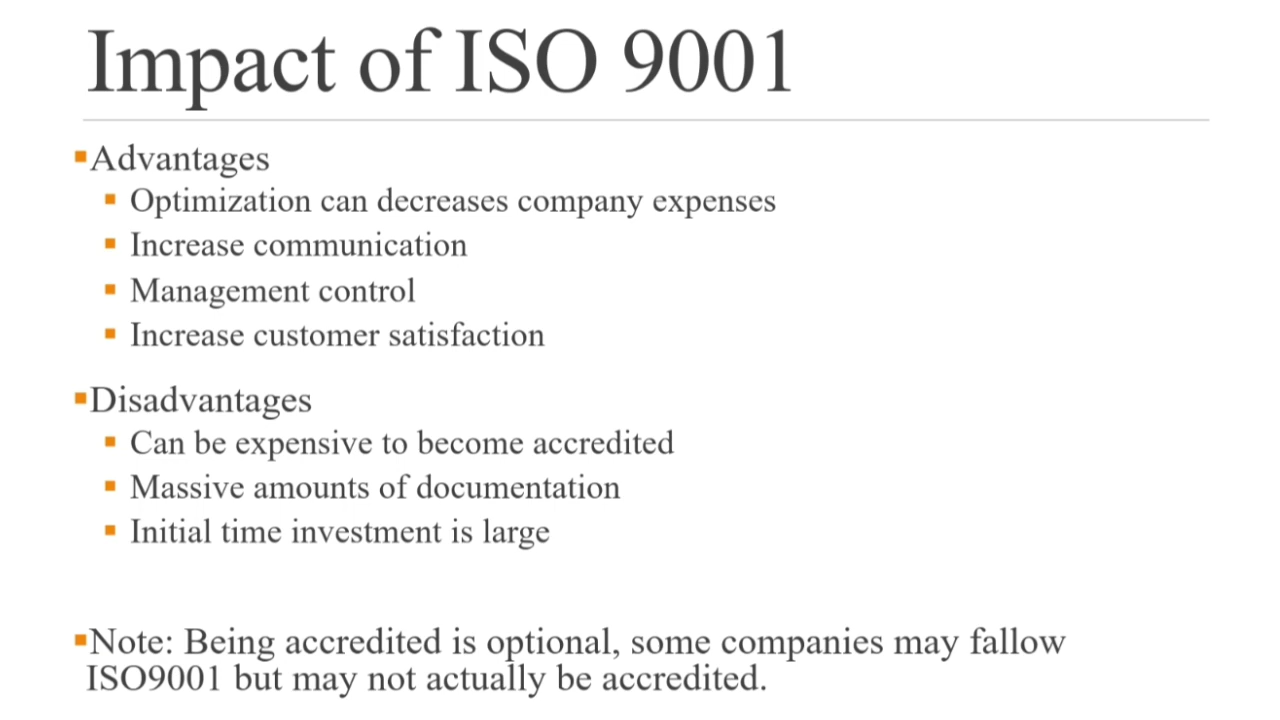 Impact of ISO 9001
Advantages
Optimization can decreases company expenses
Increase communication
Management control
Increase customer satisfaction
Disadvantages
Can be expensive to become accredited
Massive amounts of documentation
Initial time investment is large
Note: Being accredited is optional, some companies may fallow
ISO9001 but may not actually be accredited.